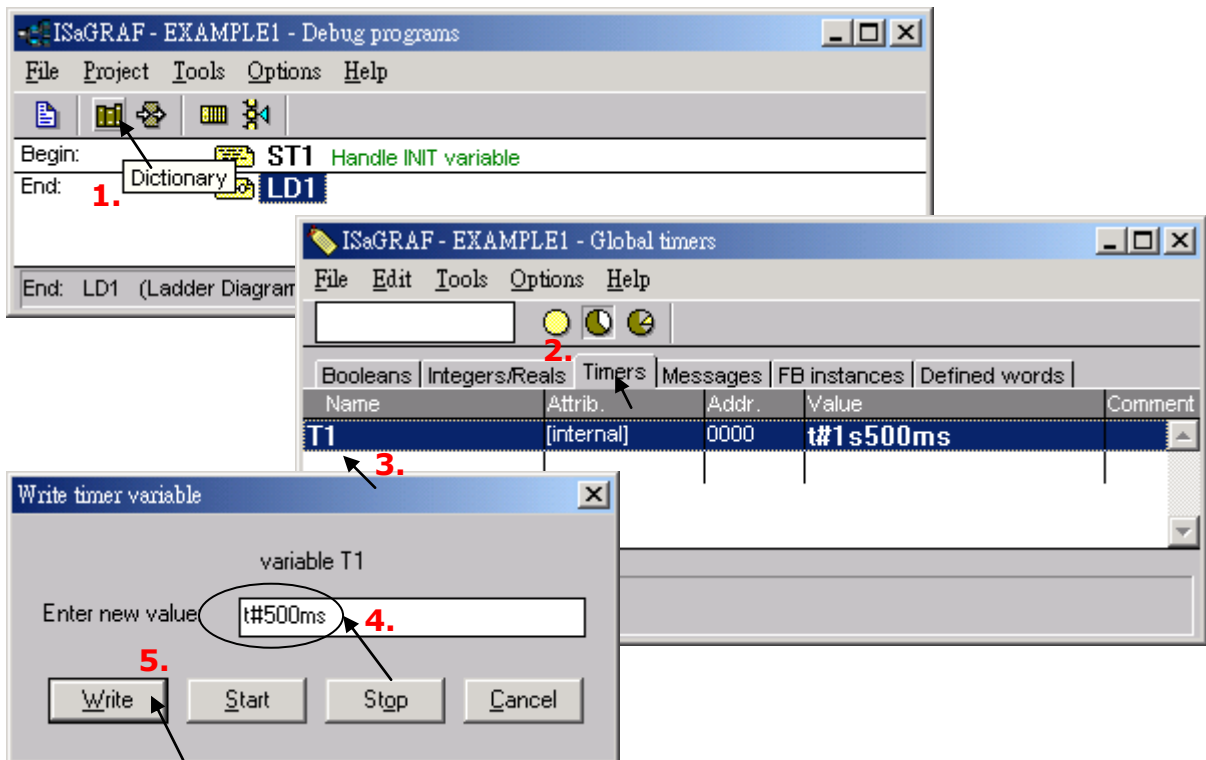 ISaGRAF - EXAMPLE1 - Debug programs
File Project Tools Options Help
Begin: ST1 Handle INIT variable
Dictionary
End: LD1
1.
End: LD1 (Ladder Diagram
ISaGRAF - EXAMPLE1 - Global timers
File Edit Tools Options Help
2.
Booleans Integers/Reals Timers Messages FB instances Defined words
Name Attrib. Addr. Value Comment
T1 [internal] 0000 t#1s500ms
3.
Write timer variable
variable T1
Enter new value t#500ms
4.
5.
Write Start Stop Cancel